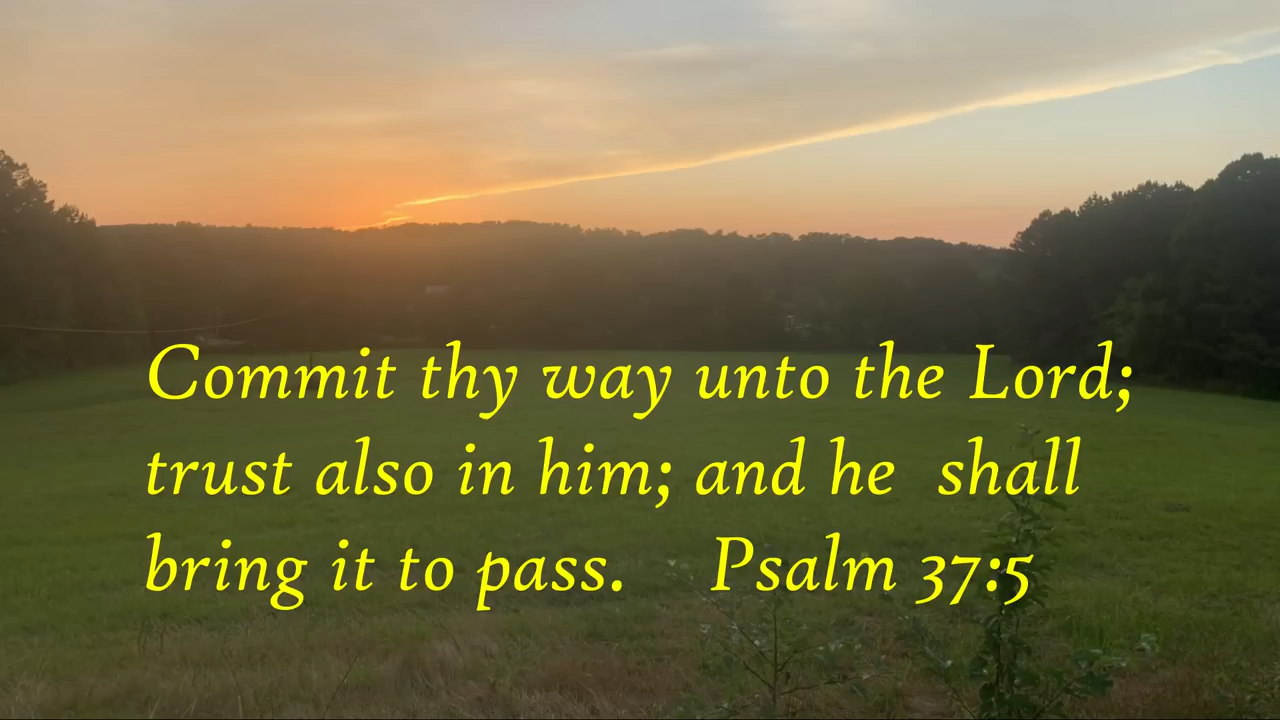 Commit thy way unto the Lord;
trust also in him; and he shall
bring it to pass. Psalm 37:5